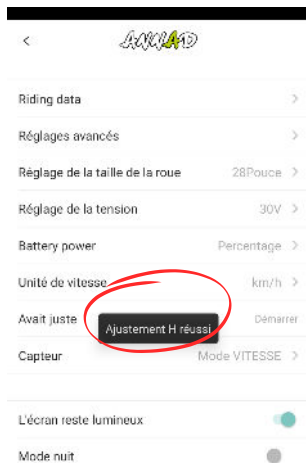 Riding data
Réglages avancés
Réglage de la taille de la roue 28Pouce
Réglage de la tension 30V
Battery power Percentage
Unité de vitesse km/h
Avait juste Démarrer
Ajustement H réussi
Capteur Mode VITESSE
L'écran reste lumineux
Mode nuit